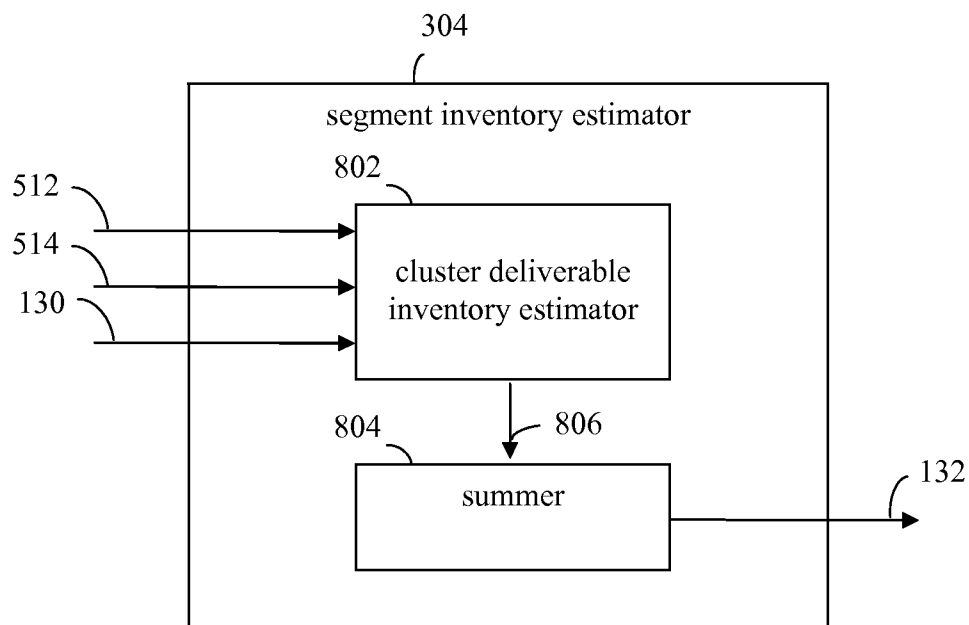 304
segment inventory estimator
802
512
514
130
cluster deliverable
inventory estimator
804
806
summer
132